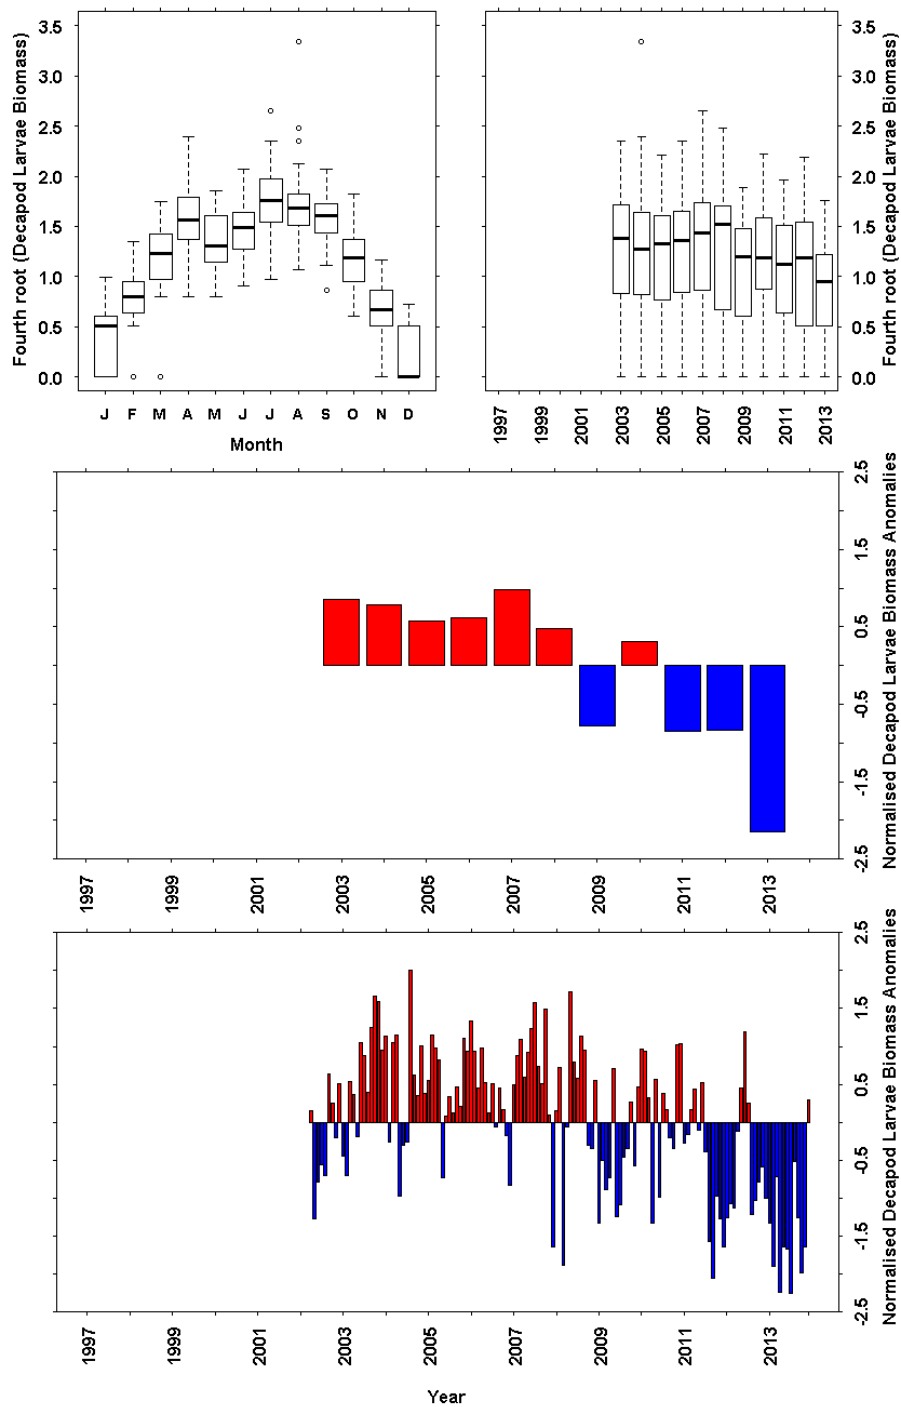 Fourth root (Decapod Larvae Biomass)
3.5
3.0
2.5
2.0
1.5
1.0
0.5
0.0
J F M A M J J A S O N D
Month
3.5
3.0
2.5
2.0
1.5
1.0
0.5
0.0
Fourth root (Decapod Larvae Biomass)
1997 1999 2001 2003 2005 2007 2009 2011 2013
2.5
1.5
0.5
-0.5
-1.5
-2.5
Normalised Decapod Larvae Biomass Anomalies
1997 1999 2001 2003 2005 2007 2009 2011 2013
2.5
1.5
0.5
-0.5
-1.5
-2.5
Normalised Decapod Larvae Biomass Anomalies
1997 1999 2001 2003 2005 2007 2009 2011 2013
Year